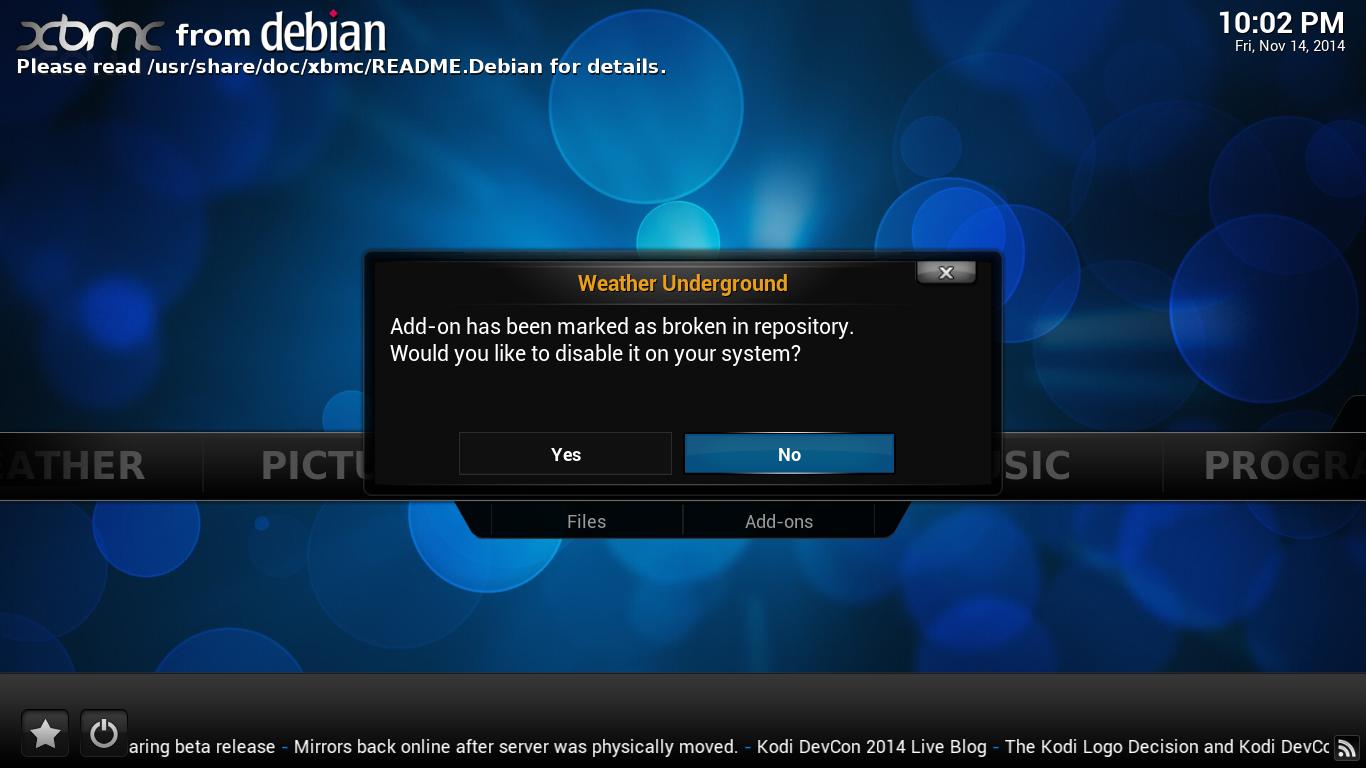 xbmc from debian
Please read /usr/share/doc/xbmc/README.Debian for details.
10:02 PM
Fri, Nov 14, 2014
Weather Underground
X
Add-on has been marked as broken in repository.
Would you like to disable it on your system?
Yes
No
EATHER
PICTU
SIC
PROGRA
Files
Add-ons
aring beta release - Mirrors back online after server was physically moved. - Kodi DevCon 2014 Live Blog - The Kodi Logo Decision and Kodi DevCo